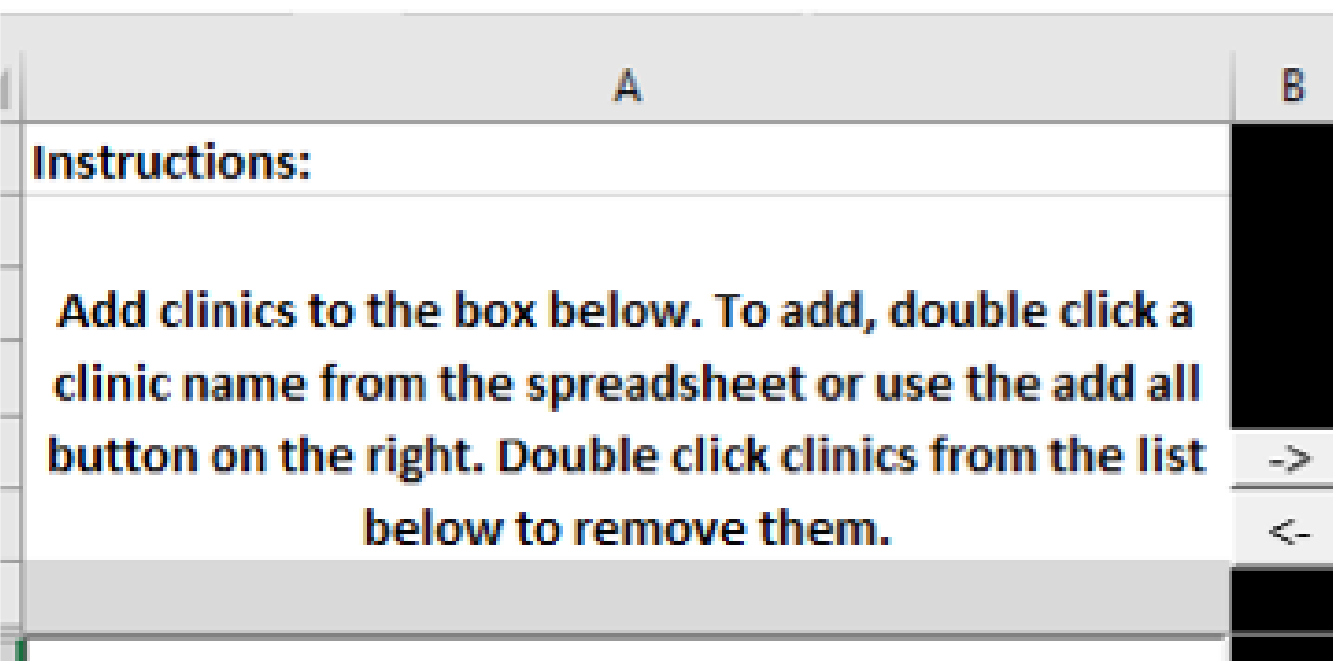 A B
Instructions:
Add clinics to the box below. To add, double click a
clinic name from the spreadsheet or use the add all
button on the right. Double click clinics from the list
below to remove them.
->
<-